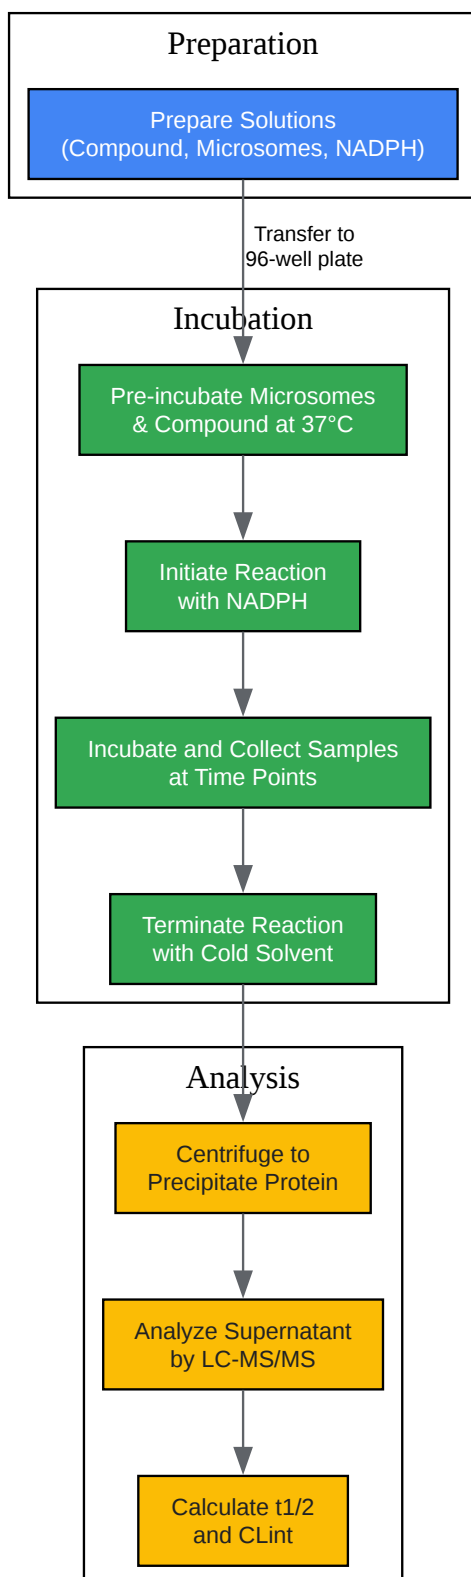 Preparation
Prepare Solutions
(Compound, Microsomes, NADPH)
Transfer to
96-well plate
Incubation
Pre-incubate Microsomes
& Compound at 37°C
Initiate Reaction
with NADPH
Incubate and Collect Samples
at Time Points
Terminate Reaction
with Cold Solvent
Analysis
Centrifuge to
Precipitate Protein
Analyze Supernatant
by LC-MS/MS
Calculate t1/2
and CLint